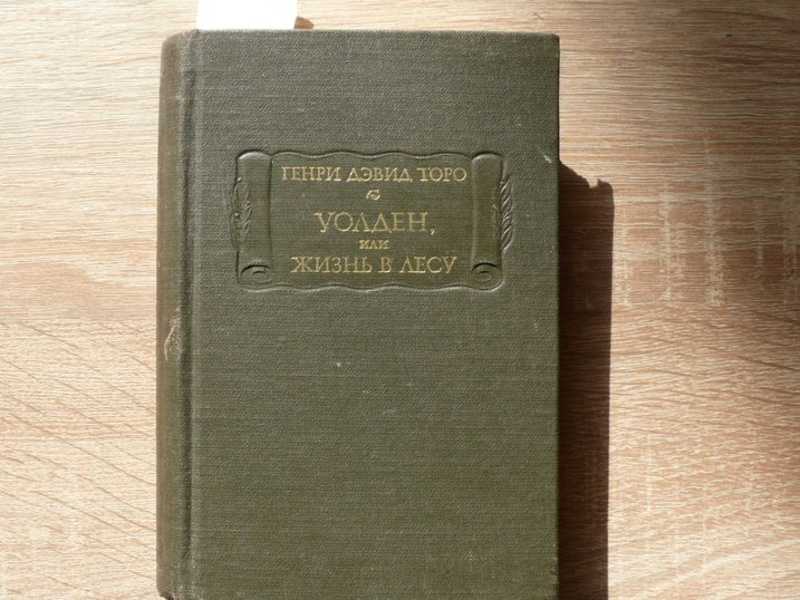 ГЕНРИ ДЭВИД ТОРО
УОЛДЕН,
ИЛИ
ЖИЗНЬ В ЛЕСУ